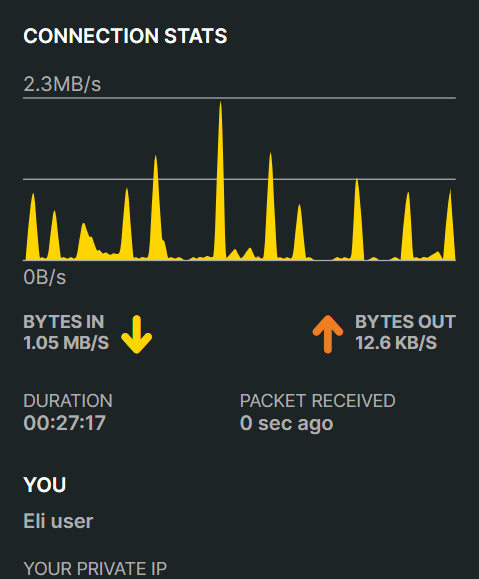 CONNECTION STATS
2.3MB/s
0B/s
BYTES IN
1.05 MB/S
BYTES OUT
12.6 KB/S
DURATION
00:27:17
PACKET RECEIVED
0 sec ago
YOU
Eli user
YOUR PRIVATE IP